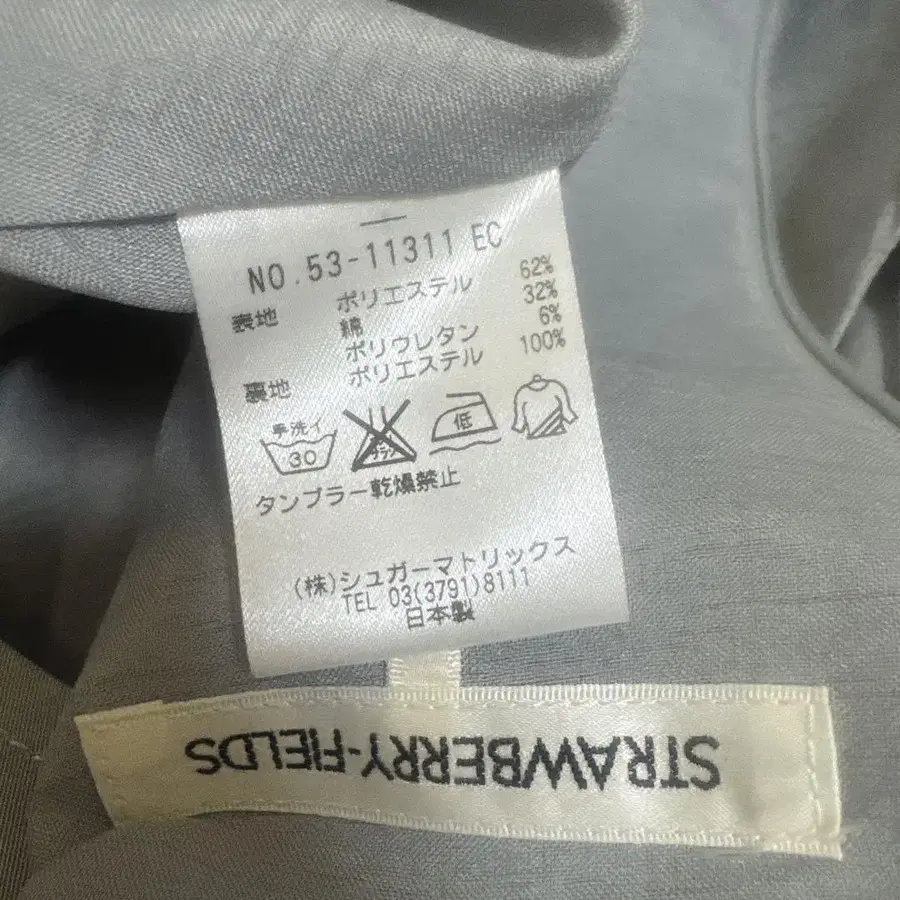 NO.53-11311 EC
表地 ポリエステル 62%
綿 32%
ポリウレタン 6%
裏地 ポリエステル 100%
手洗イ
30
低
タンブラー乾燥禁止
(株)シュガーマトリックス
TEL 03(3791)8111
日本製
STRAWBERRY-FIELDS